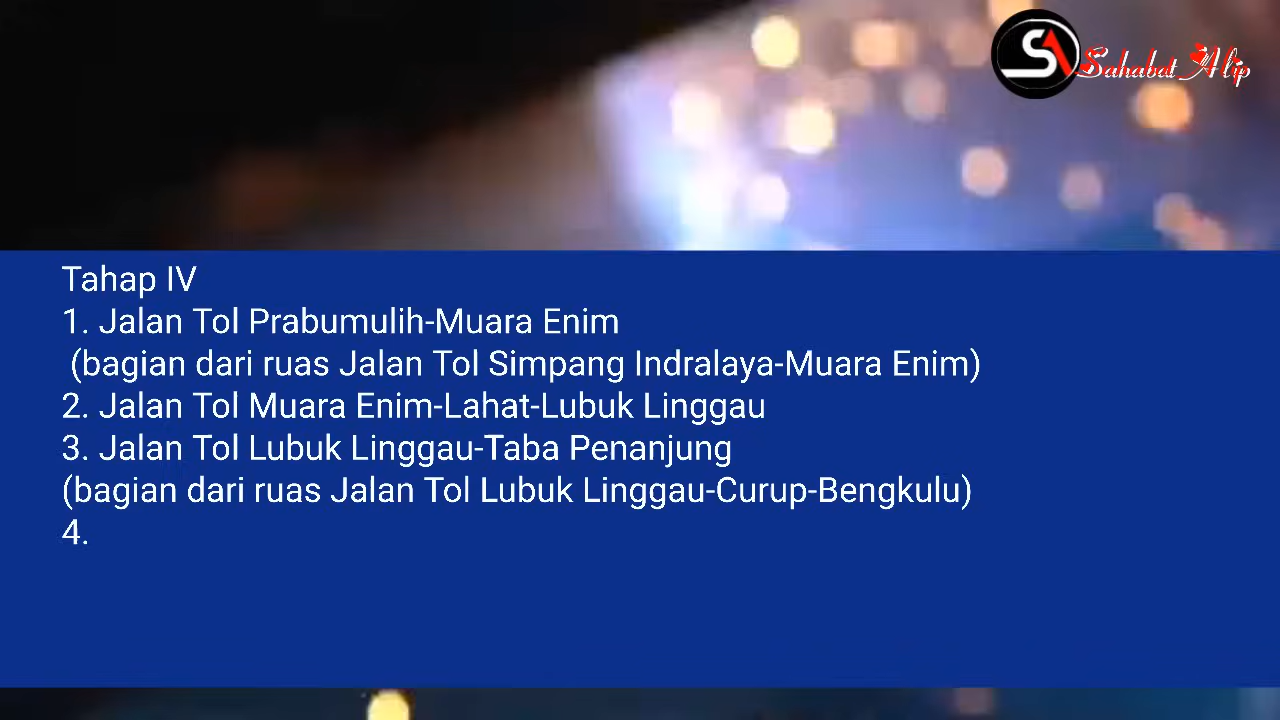 Sahabat Alip
Tahap IV
1. Jalan Tol Prabumulih-Muara Enim
(bagian dari ruas Jalan Tol Simpang Indralaya-Muara Enim)
2. Jalan Tol Muara Enim-Lahat-Lubuk Linggau
3. Jalan Tol Lubuk Linggau-Taba Penanjung
(bagian dari ruas Jalan Tol Lubuk Linggau-Curup-Bengkulu)
4.